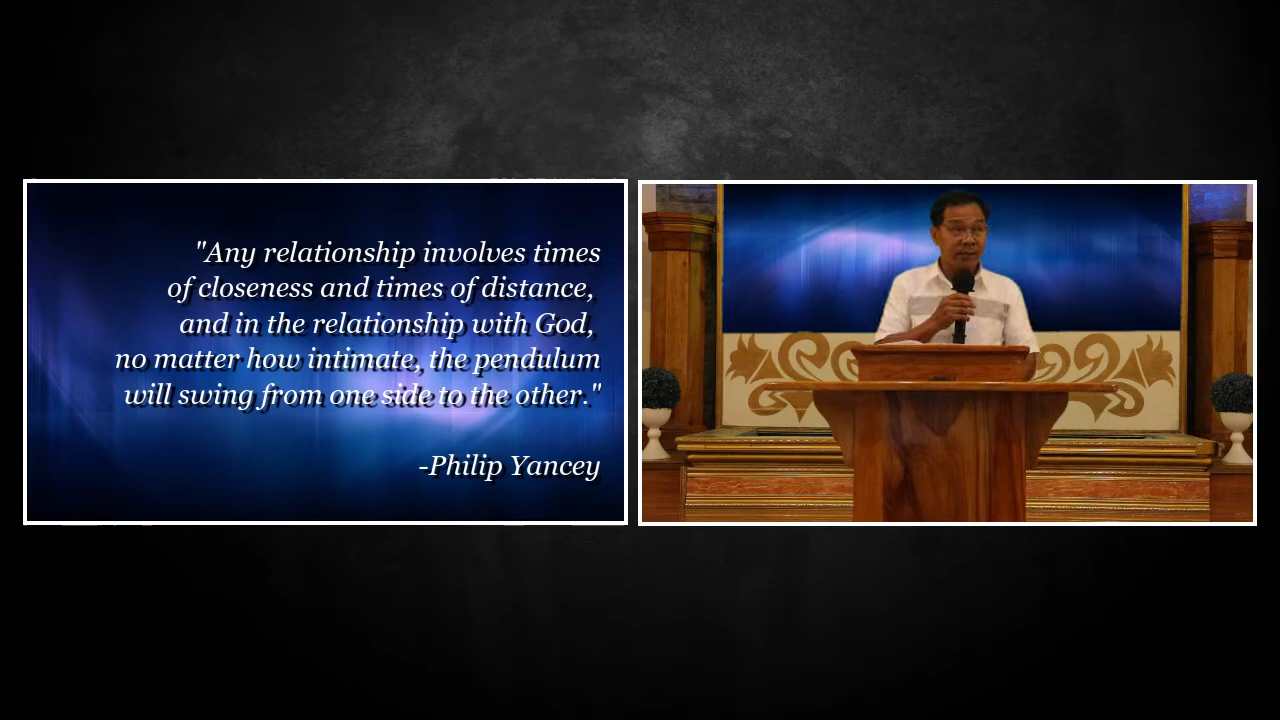 "Any relationship involves times
of closeness and times of distance,
and in the relationship with God,
no matter how intimate, the pendulum
will swing from one side to the other."
-Philip Yancey